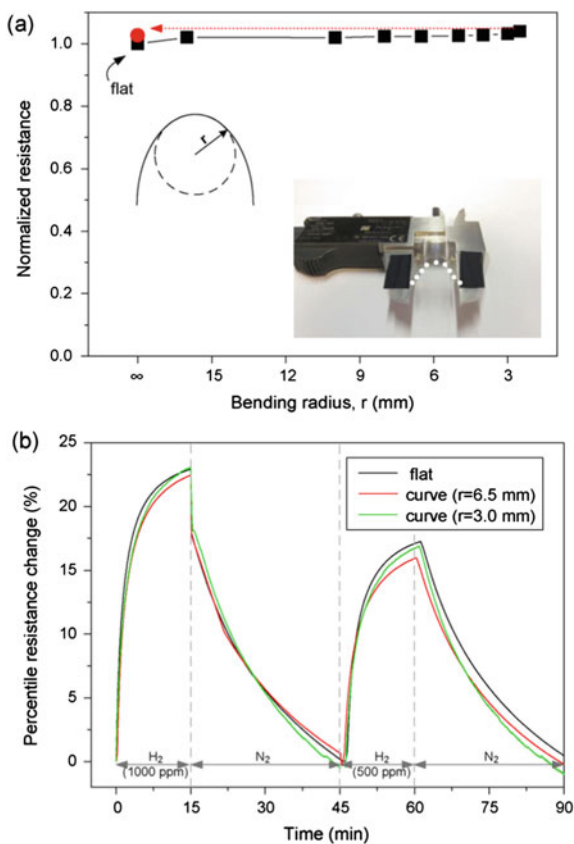 (a)
1.0
0.8
0.6
0.4
0.2
0.0
Normalized resistance
flat
r
∞
15
12
9
6
3
Bending radius, r (mm)
(b)
25
20
15
10
5
0
Percentile resistance change (%)
flat
curve (r=6.5 mm)
curve (r=3.0 mm)
H2
(1000 ppm)
N2
H2
(500 ppm)
N2
0
15
30
45
60
75
90
Time (min)